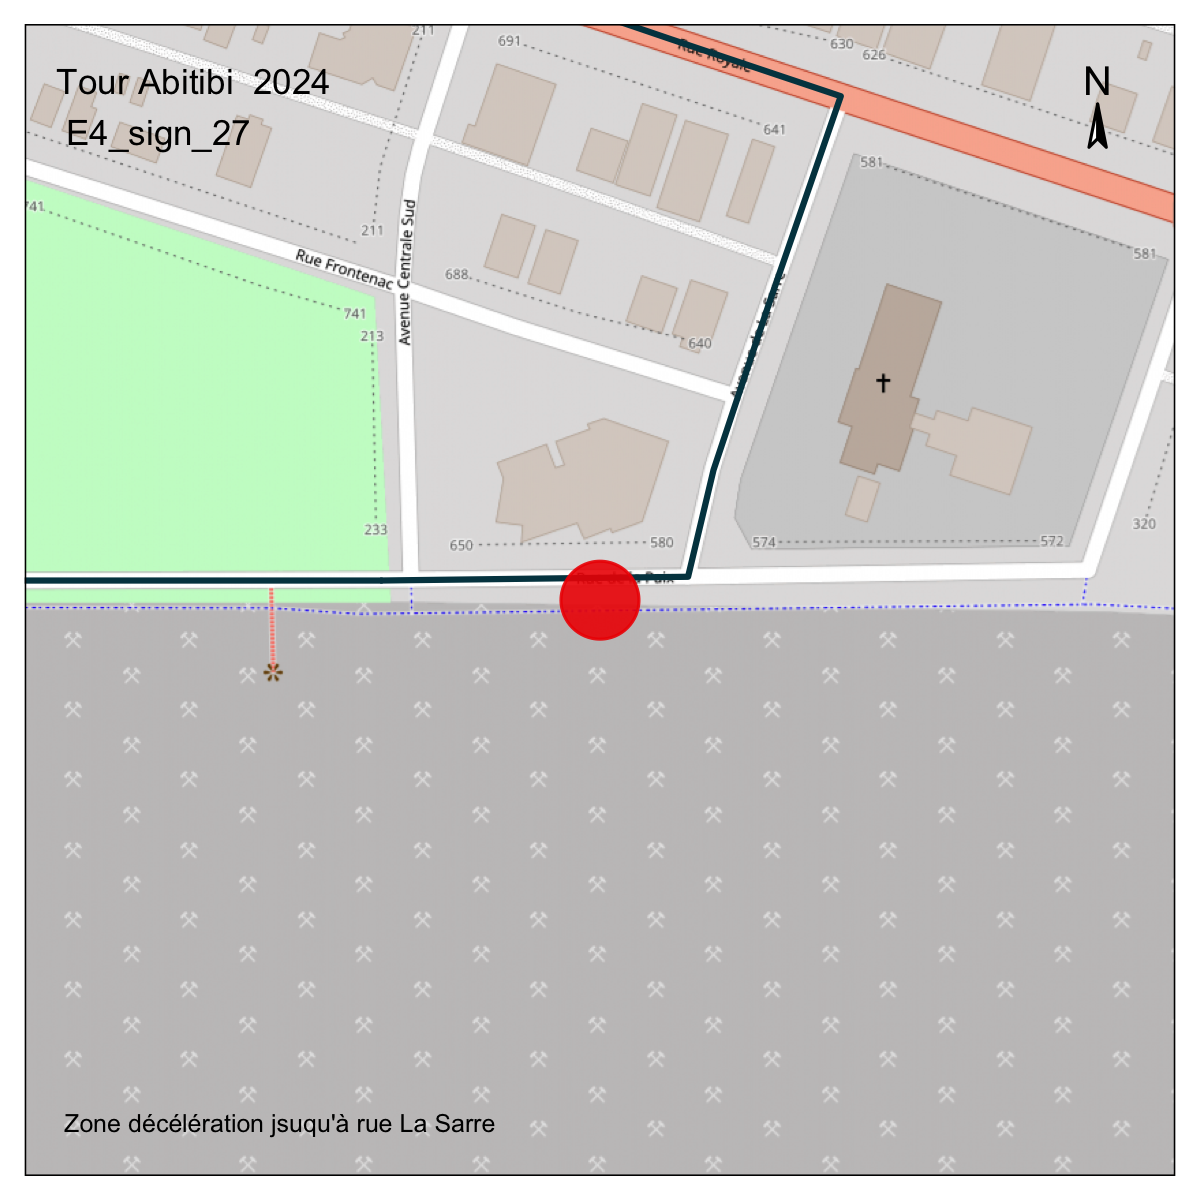 Tour Abitibi  2024
E4_sign_27
N
211
691
Rue Royale
630
626
641
581
581
741
211
Rue Frontenac
Avenue Centrale Sud
688
741
213
640
Avenue de La Sarre
233
650
580
574
572
320
Rue de la Paix
Zone décélération jsuqu'à rue La Sarre